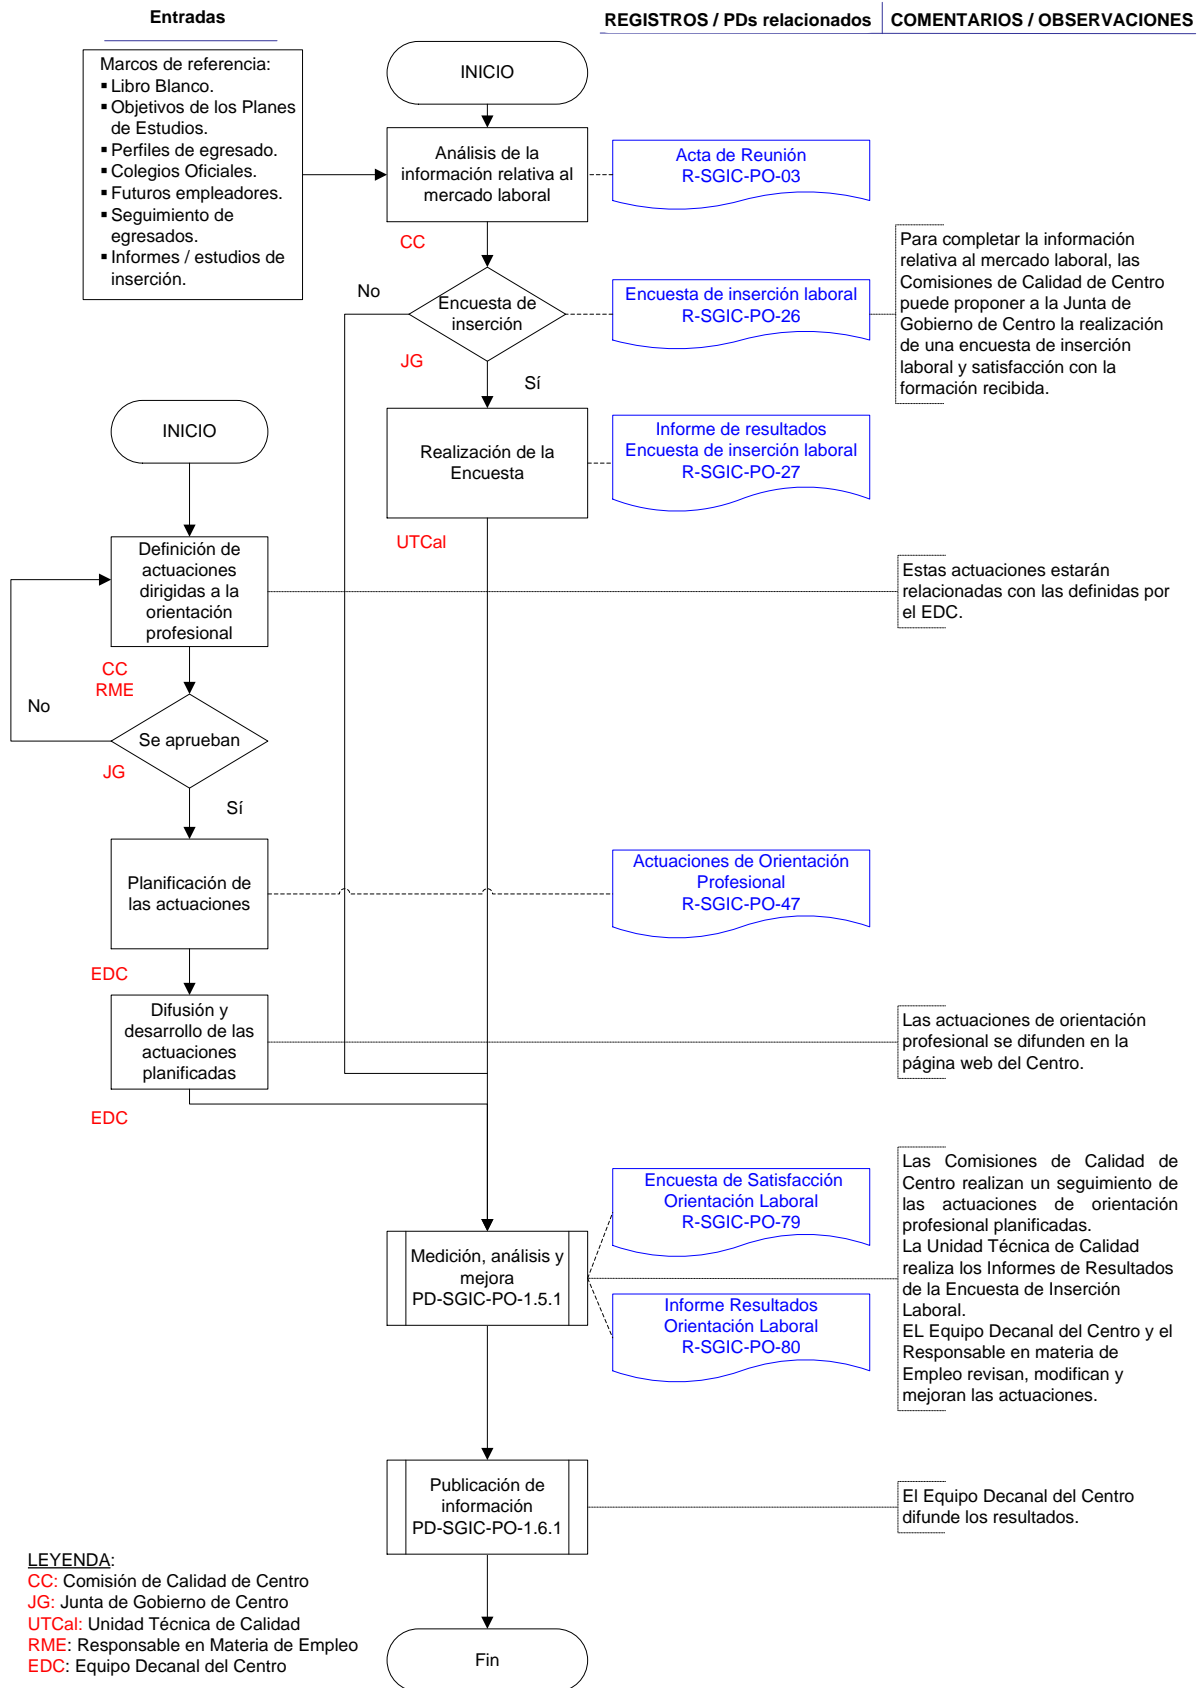 Entradas
REGISTROS / PDs relacionados
COMENTARIOS / OBSERVACIONES
Marcos de referencia:
▪ Libro Blanco.
▪ Objetivos de los Planes
de Estudios.
▪ Perfiles de egresado.
▪ Colegios Oficiales.
▪ Futuros empleadores.
▪ Seguimiento de
egresados.
▪ Informes / estudios de
inserción.
INICIO
Análisis de la
información relativa al
mercado laboral
CC
Acta de Reunión
R-SGIC-PO-03
No
Encuesta de
inserción
JG
Sí
Encuesta de inserción laboral
R-SGIC-PO-26
Para completar la información
relativa al mercado laboral, las
Comisiones de Calidad de Centro
puede proponer a la Junta de
Gobierno de Centro la realización
de una encuesta de inserción
laboral y satisfacción con la
formación recibida.
INICIO
Realización de la
Encuesta
UTCal
Informe de resultados
Encuesta de inserción laboral
R-SGIC-PO-27
Definición de
actuaciones
dirigidas a la
orientación
profesional
CC
RME
Estas actuaciones estarán
relacionadas con las definidas por
el EDC.
No
Se aprueban
JG
Sí
Planificación de
las actuaciones
EDC
Actuaciones de Orientación
Profesional
R-SGIC-PO-47
Difusión y
desarrollo de las
actuaciones
planificadas
EDC
Las actuaciones de orientación
profesional se difunden en la
página web del Centro.
Encuesta de Satisfacción
Orientación Laboral
R-SGIC-PO-79
Medición, análisis y
mejora
PD-SGIC-PO-1.5.1
Informe Resultados
Orientación Laboral
R-SGIC-PO-80
Las Comisiones de Calidad de
Centro realizan un seguimiento de
las actuaciones de orientación
profesional planificadas.
La Unidad Técnica de Calidad
realiza los Informes de Resultados
de la Encuesta de Inserción
Laboral.
EL Equipo Decanal del Centro y el
Responsable en materia de
Empleo revisan, modifican y
mejoran las actuaciones.
Publicación de
información
PD-SGIC-PO-1.6.1
El Equipo Decanal del Centro
difunde los resultados.
LEYENDA:
CC: Comisión de Calidad de Centro
JG: Junta de Gobierno de Centro
UTCal: Unidad Técnica de Calidad
RME: Responsable en Materia de Empleo
EDC: Equipo Decanal del Centro
Fin